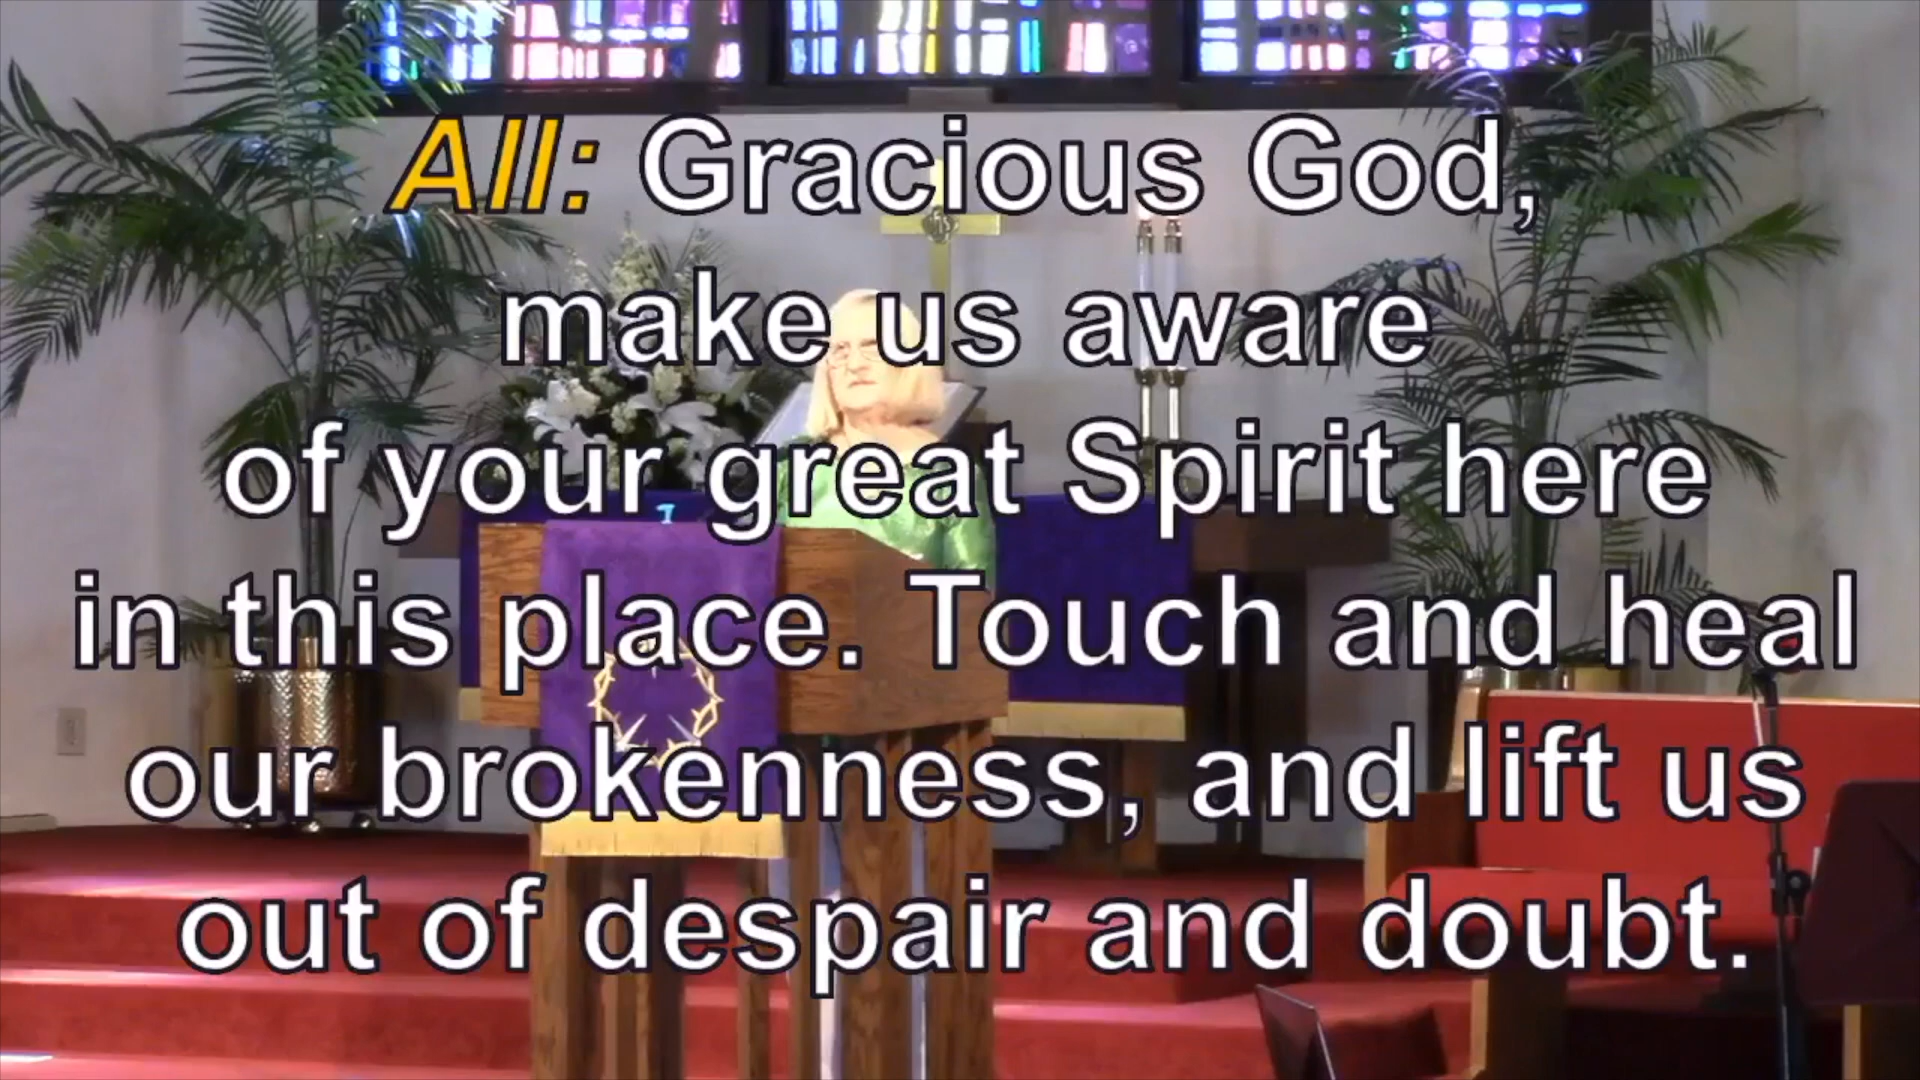 All: Gracious God,
make us aware
of your great Spirit here
in this place. Touch and heal
our brokenness, and lift us
out of despair and doubt.